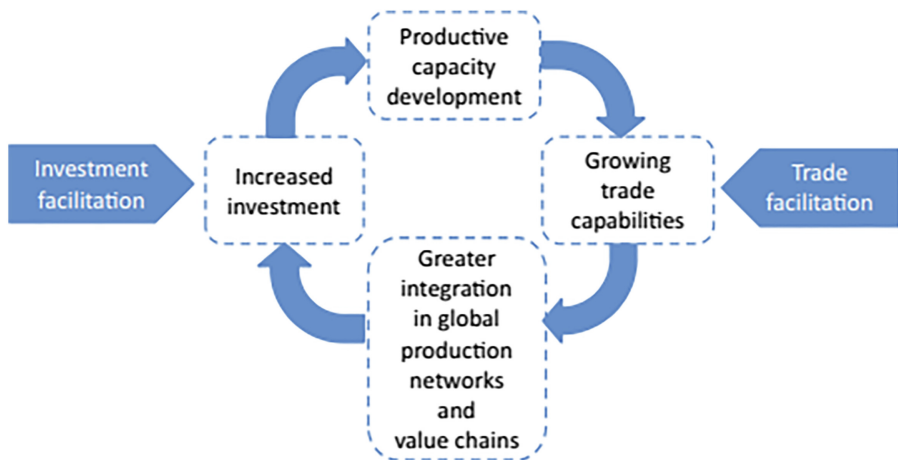 Productive
capacity
development
Investment
facilitation
Increased
investment
Growing
trade
capabilities
Trade
facilitation
Greater
integration
in global
production
networks
and
value chains